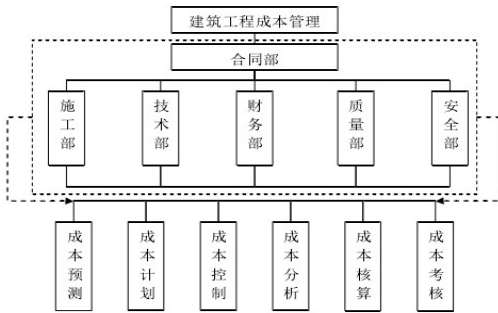 建筑工程成本管理
合同部
施工部
技术部
财务部
质量部
安全部
成本预测
成本计划
成本控制
成本分析
成本核算
成本考核